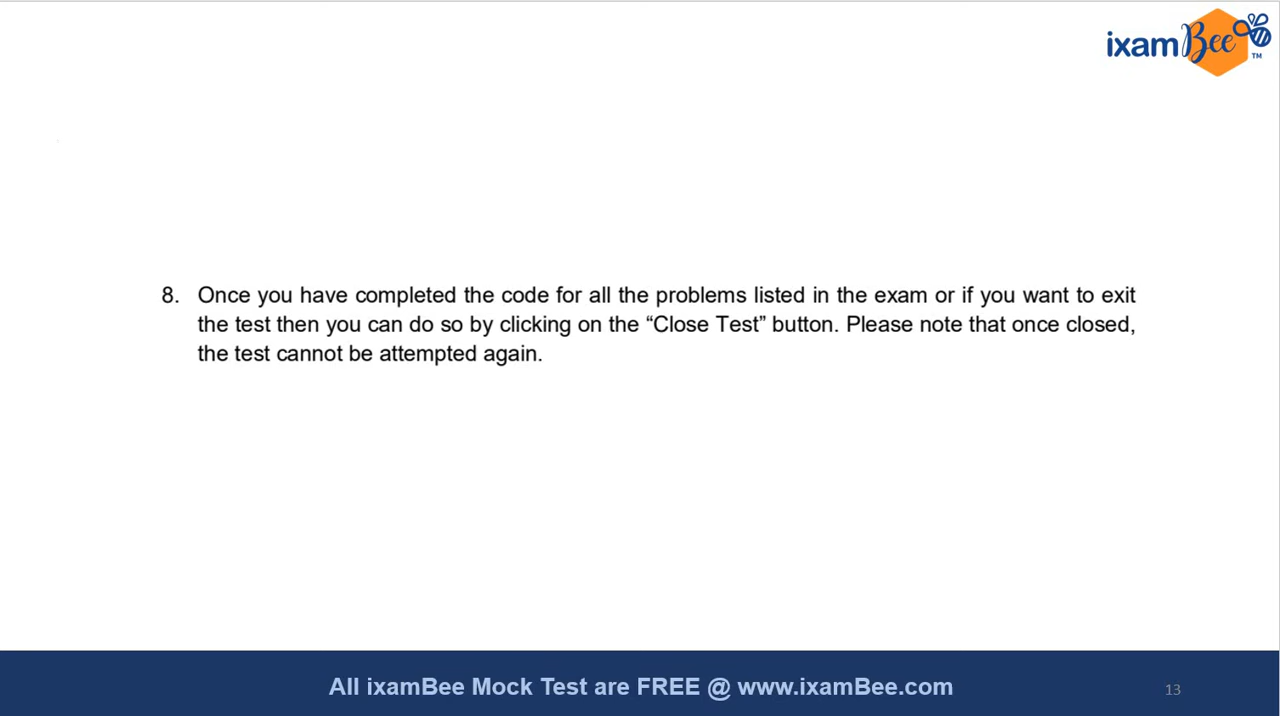 ixamBee
TM
8. Once you have completed the code for all the problems listed in the exam or if you want to exit
the test then you can do so by clicking on the “Close Test” button. Please note that once closed,
the test cannot be attempted again.
All ixamBee Mock Test are FREE @ www.ixamBee.com
13